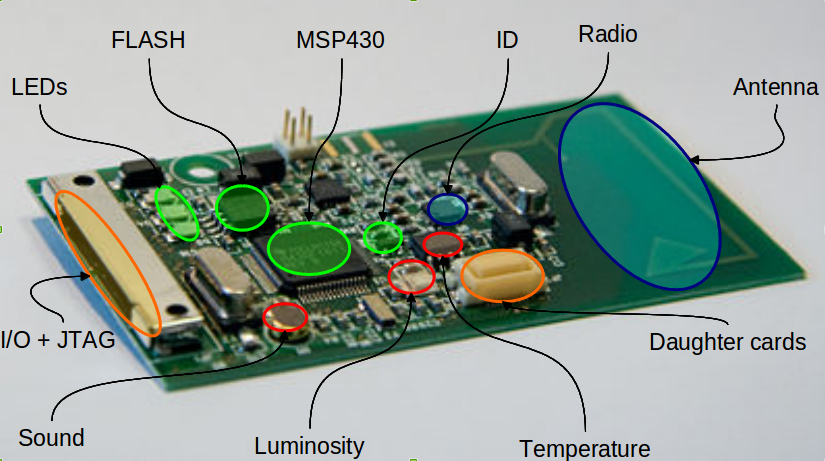 FLASH
MSP430
ID
Radio
LEDs
Antenna
I/O + JTAG
Daughter cards
Sound
Luminosity
Temperature